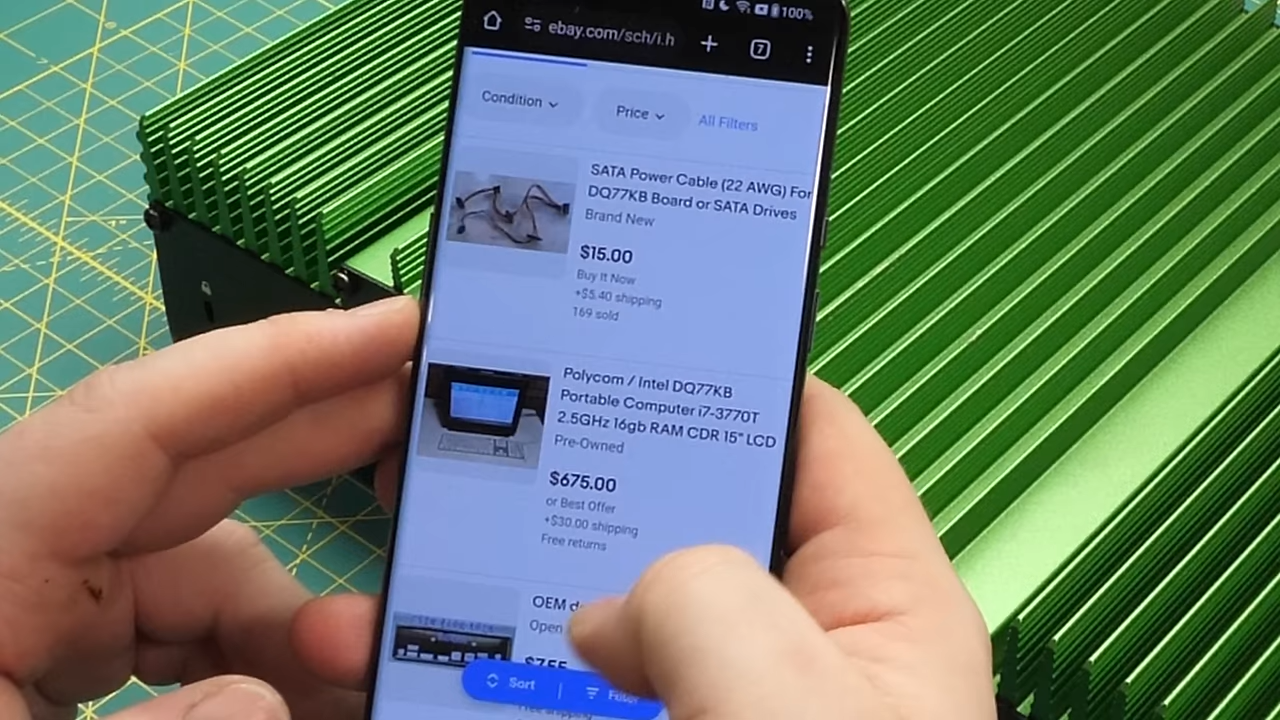 100%
ebay.com/sch/i.h
7
Condition
Price
All Filters
SATA Power Cable (22 AWG) For
DQ77KB Board or SATA Drives
Brand New
$15.00
Buy It Now
+$5.40 shipping
169 sold
Polycom / Intel DQ77KB
Portable Computer i7-3770T
2.5GHz 16gb RAM CDR 15" LCD
Pre-Owned
$675.00
or Best Offer
+$30.00 shipping
Free returns
OEM
Open
Sort
Filter
Free shipping